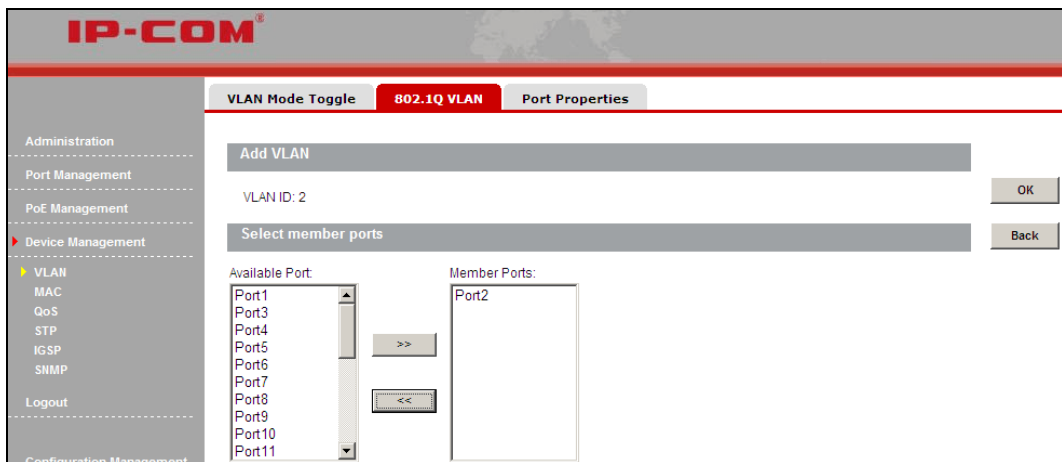 IP-COM®
VLAN Mode Toggle 802.1Q VLAN Port Properties
Administration
Port Management
PoE Management
Device Management
VLAN
MAC
QoS
STP
IGSP
SNMP
Logout
Configuration Management
Add VLAN
VLAN ID: 2
OK
Select member ports
Back
Available Port:
Port1
Port3
Port4
Port5
Port6
Port7
Port8
Port9
Port10
Port11
>>
<<
Member Ports:
Port2